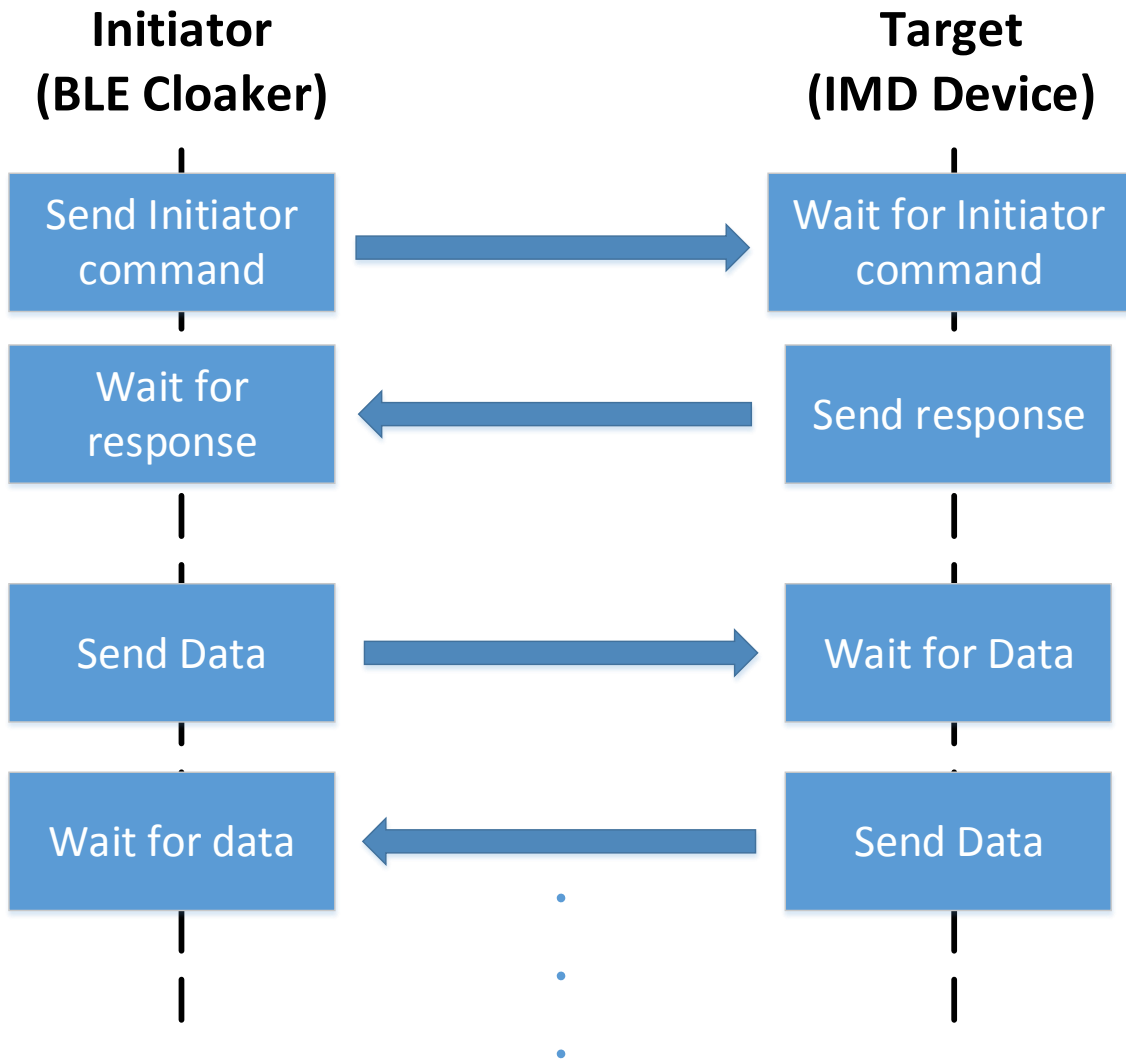 Initiator
(BLE Cloaker)
Target
(IMD Device)
Send Initiator
command
Wait for Initiator
command
Wait for
response
Send response
Send Data
Wait for Data
Wait for data
Send Data